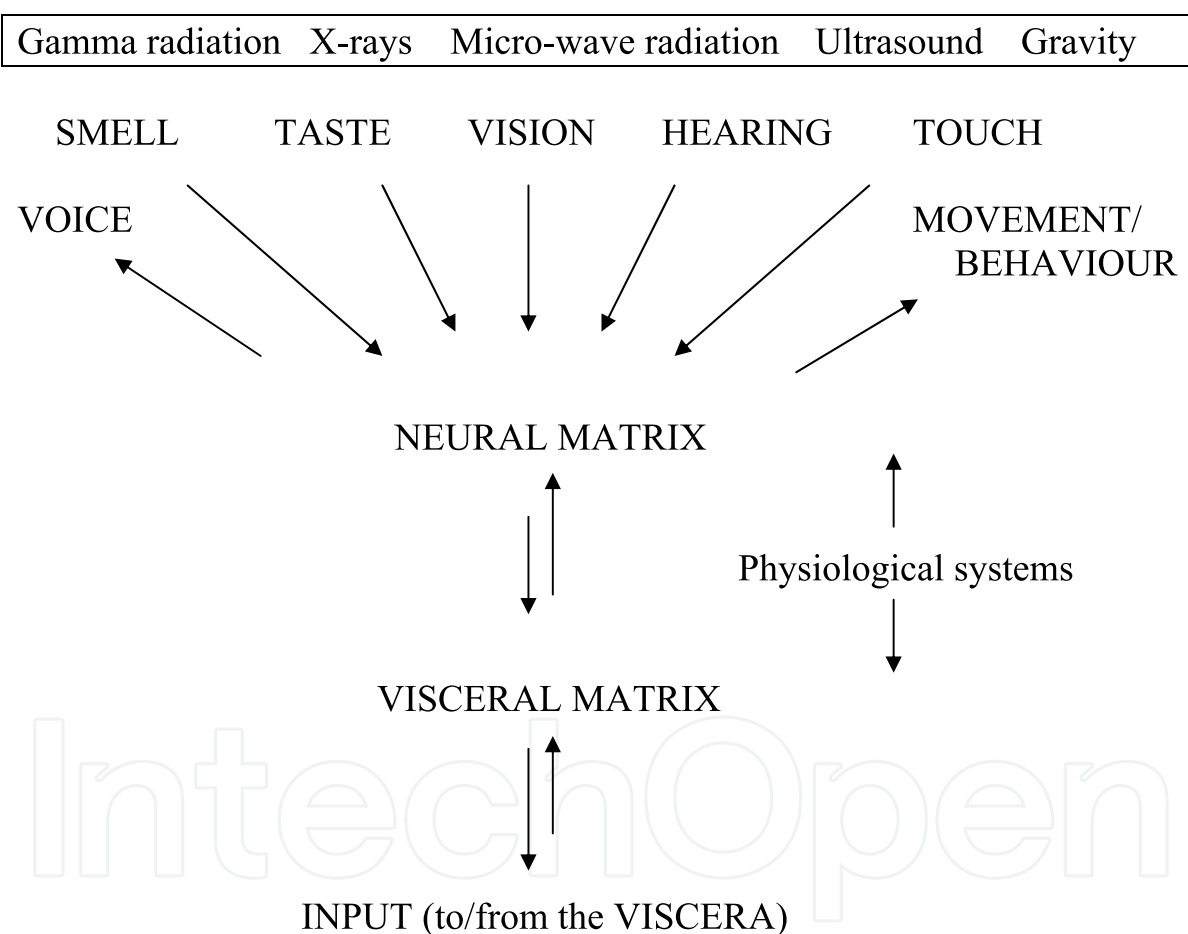 Gamma radiation X-rays Micro-wave radiation Ultrasound Gravity
SMELL TASTE VISION HEARING TOUCH
VOICE MOVEMENT/
BEHAVIOUR
NEURAL MATRIX
Physiological systems
VISCERAL MATRIX
IntechOpen
INPUT (to/from the VISCERA)